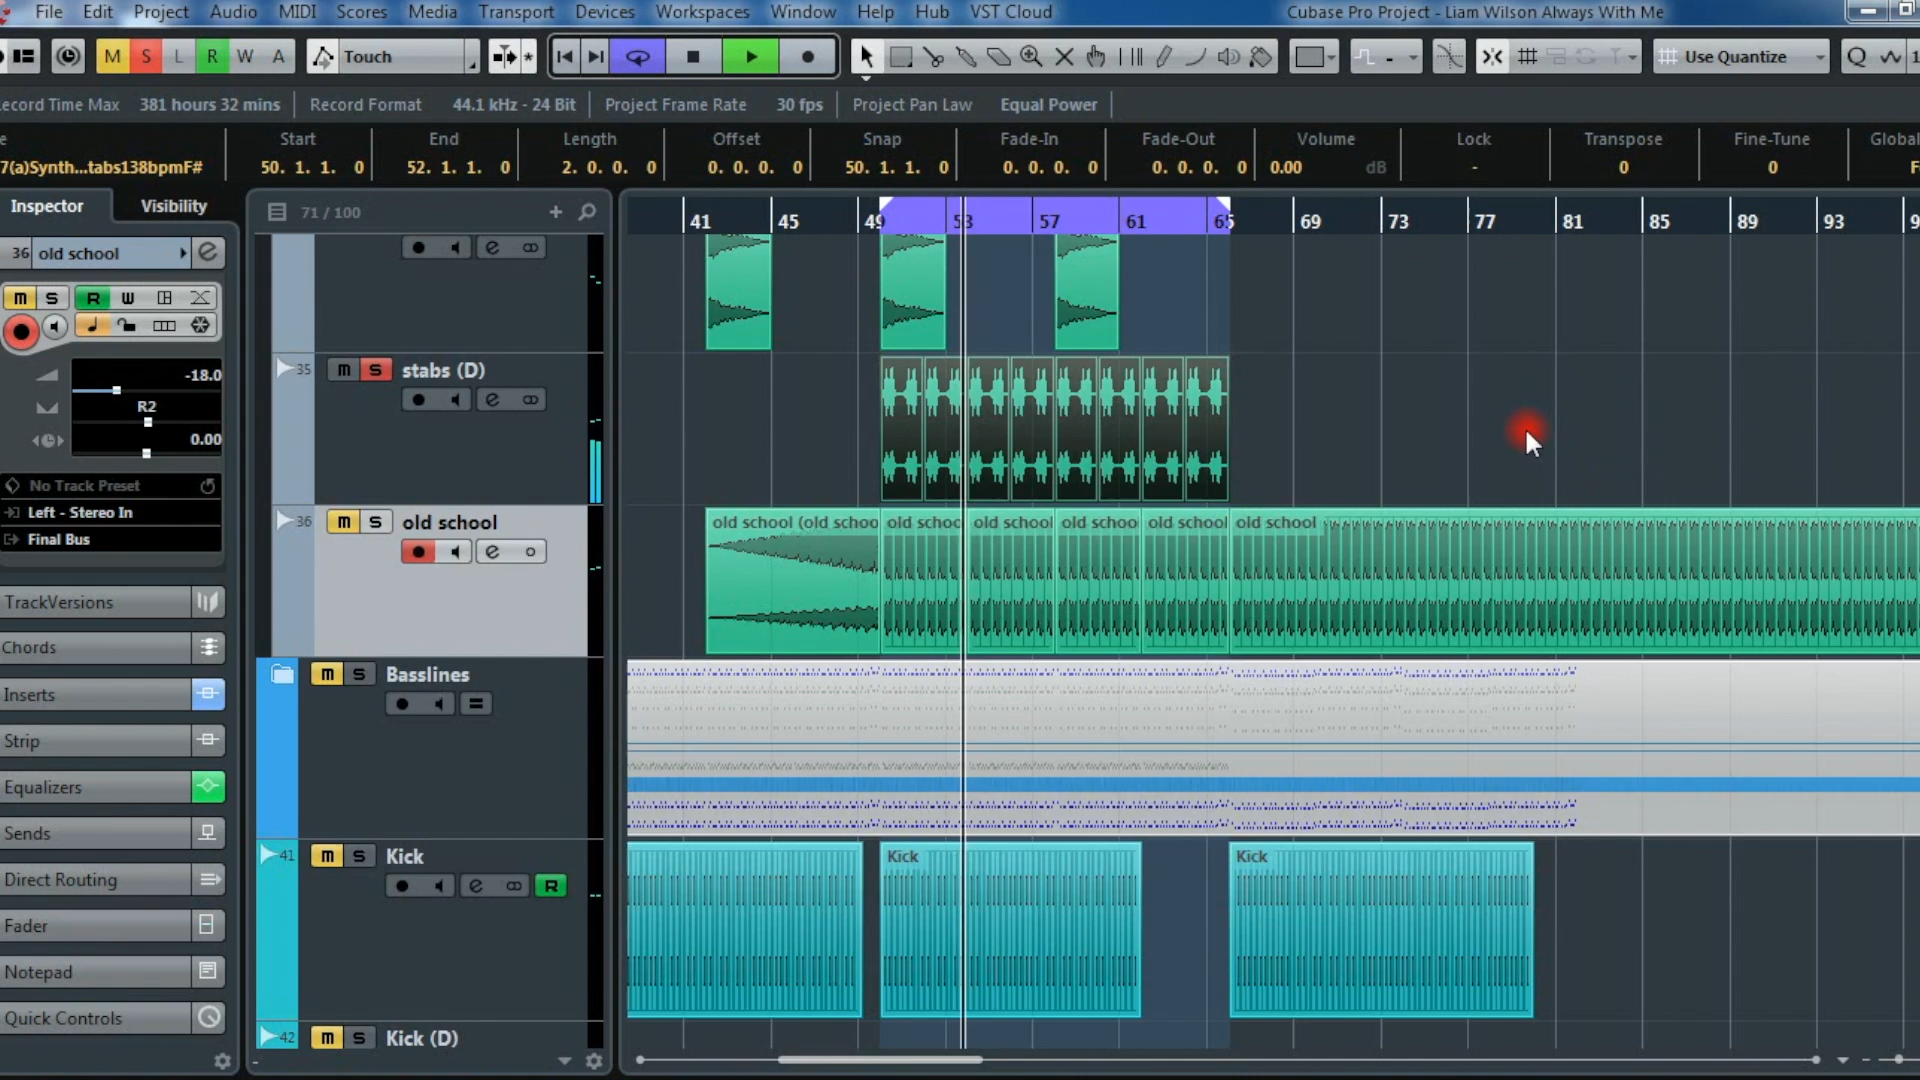 File Edit Project Audio MIDI Scores Media Transport Devices Workspaces Window Help Hub VST Cloud Cubase Pro Project - Liam Wilson Always With Me
M S L R W A Touch Use Quantize Q
ecord Time Max 381 hours 32 mins Record Format 44.1 kHz - 24 Bit Project Frame Rate 30 fps Project Pan Law Equal Power
Start End Length Offset Snap Fade-In Fade-Out Volume Lock Transpose Fine-Tune Global
7(a)Synth...tabs138bpmF# 50. 1. 1. 0 52. 1. 1. 0 2. 0. 0. 0 0. 0. 0. 0 50. 1. 1. 0 0. 0. 0. 0 0. 0. 0. 0 0.00 dB - 0 0
Inspector Visibility 71 / 100
41 45 49 53 57 61 65 69 73 77 81 85 89 93
36 old school
m S R W
-18.0
R2
0.00
No Track Preset
Left - Stereo In
Final Bus
TrackVersions
Chords
Inserts
Strip
Equalizers
Sends
Direct Routing
Fader
Notepad
Quick Controls
35 m S stabs (D)
36 m S old school
old school (old schoo old schoo old school old schoo old school old school
m S Basslines
41 m S Kick
R
Kick Kick
42 m S Kick (D)